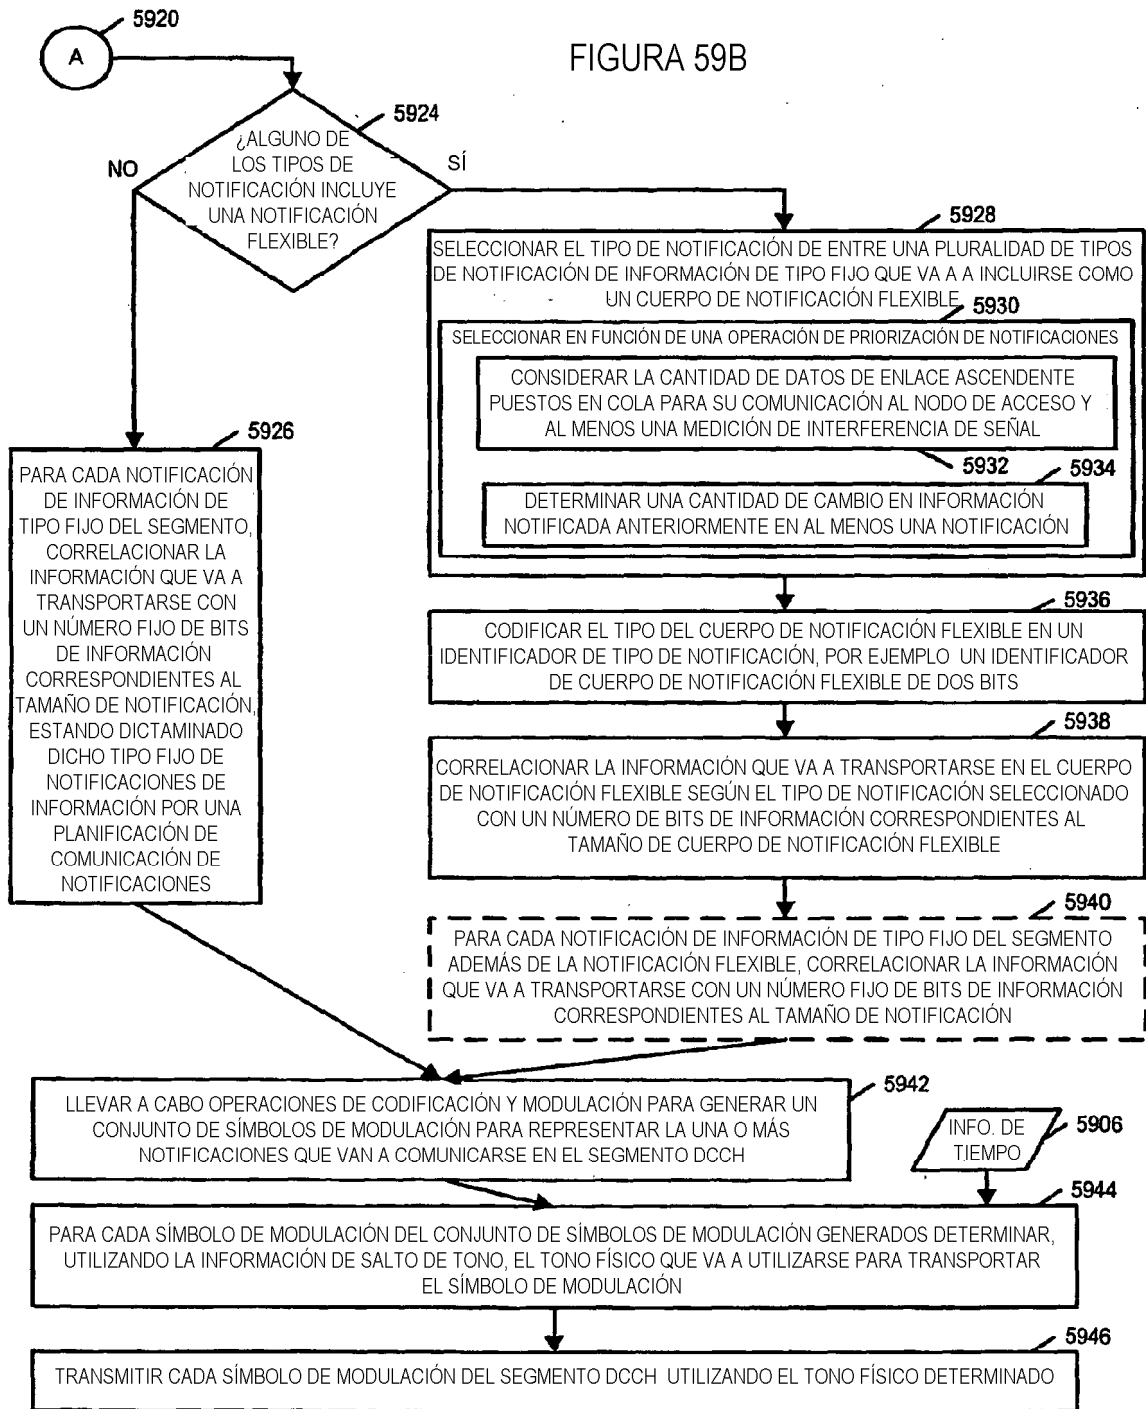 5920
A
FIGURA 59B
5924
¿ALGUNO DE
LOS TIPOS DE
NOTIFICACIÓN INCLUYE
UNA NOTIFICACIÓN
FLEXIBLE?
NO
SÍ
5928
SELECCIONAR EL TIPO DE NOTIFICACIÓN DE ENTRE UNA PLURALIDAD DE TIPOS
DE NOTIFICACIÓN DE INFORMACIÓN DE TIPO FIJO QUE VA A A INCLUIRSE COMO
UN CUERPO DE NOTIFICACIÓN FLEXIBLE
5930
SELECCIONAR EN FUNCIÓN DE UNA OPERACIÓN DE PRIORIZACIÓN DE NOTIFICACIONES
CONSIDERAR LA CANTIDAD DE DATOS DE ENLACE ASCENDENTE
PUESTOS EN COLA PARA SU COMUNICACIÓN AL NODO DE ACCESO Y
AL MENOS UNA MEDICIÓN DE INTERFERENCIA DE SEÑAL
5932
5934
DETERMINAR UNA CANTIDAD DE CAMBIO EN INFORMACIÓN
NOTIFICADA ANTERIORMENTE EN AL MENOS UNA NOTIFICACIÓN
5926
PARA CADA NOTIFICACIÓN
DE INFORMACIÓN DE
TIPO FIJO DEL SEGMENTO,
CORRELACIONAR LA
INFORMACIÓN QUE VA A
TRANSPORTARSE CON
UN NÚMERO FIJO DE BITS
DE INFORMACIÓN
CORRESPONDIENTES AL
TAMAÑO DE NOTIFICACIÓN,
ESTANDO DICTAMINADO
DICHO TIPO FIJO DE
NOTIFICACIONES DE
INFORMACIÓN POR UNA
PLANIFICACIÓN DE
COMUNICACIÓN DE
NOTIFICACIONES
5936
CODIFICAR EL TIPO DEL CUERPO DE NOTIFICACIÓN FLEXIBLE EN UN
IDENTIFICADOR DE TIPO DE NOTIFICACIÓN, POR EJEMPLO UN IDENTIFICADOR
DE CUERPO DE NOTIFICACIÓN FLEXIBLE DE DOS BITS
5938
CORRELACIONAR LA INFORMACIÓN QUE VA A TRANSPORTARSE EN EL CUERPO
DE NOTIFICACIÓN FLEXIBLE SEGÚN EL TIPO DE NOTIFICACIÓN SELECCIONADO
CON UN NÚMERO DE BITS DE INFORMACIÓN CORRESPONDIENTES AL
TAMAÑO DE CUERPO DE NOTIFICACIÓN FLEXIBLE
5940
PARA CADA NOTIFICACIÓN DE INFORMACIÓN DE TIPO FIJO DEL SEGMENTO
ADEMÁS DE LA NOTIFICACIÓN FLEXIBLE, CORRELACIONAR LA INFORMACIÓN
QUE VA A TRANSPORTARSE CON UN NÚMERO FIJO DE BITS DE INFORMACIÓN
CORRESPONDIENTES AL TAMAÑO DE NOTIFICACIÓN
5942
LLEVAR A CABO OPERACIONES DE CODIFICACIÓN Y MODULACIÓN PARA GENERAR UN
CONJUNTO DE SÍMBOLOS DE MODULACIÓN PARA REPRESENTAR LA UNA O MÁS
NOTIFICACIONES QUE VAN A COMUNICARSE EN EL SEGMENTO DCCH
INFO. DE
TIEMPO
5906
5944
PARA CADA SÍMBOLO DE MODULACIÓN DEL CONJUNTO DE SÍMBOLOS DE MODULACIÓN GENERADOS DETERMINAR,
UTILIZANDO LA INFORMACIÓN DE SALTO DE TONO, EL TONO FÍSICO QUE VA A UTILIZARSE PARA TRANSPORTAR
EL SÍMBOLO DE MODULACIÓN
5946
TRANSMITIR CADA SÍMBOLO DE MODULACIÓN DEL SEGMENTO DCCH UTILIZANDO EL TONO FÍSICO DETERMINADO